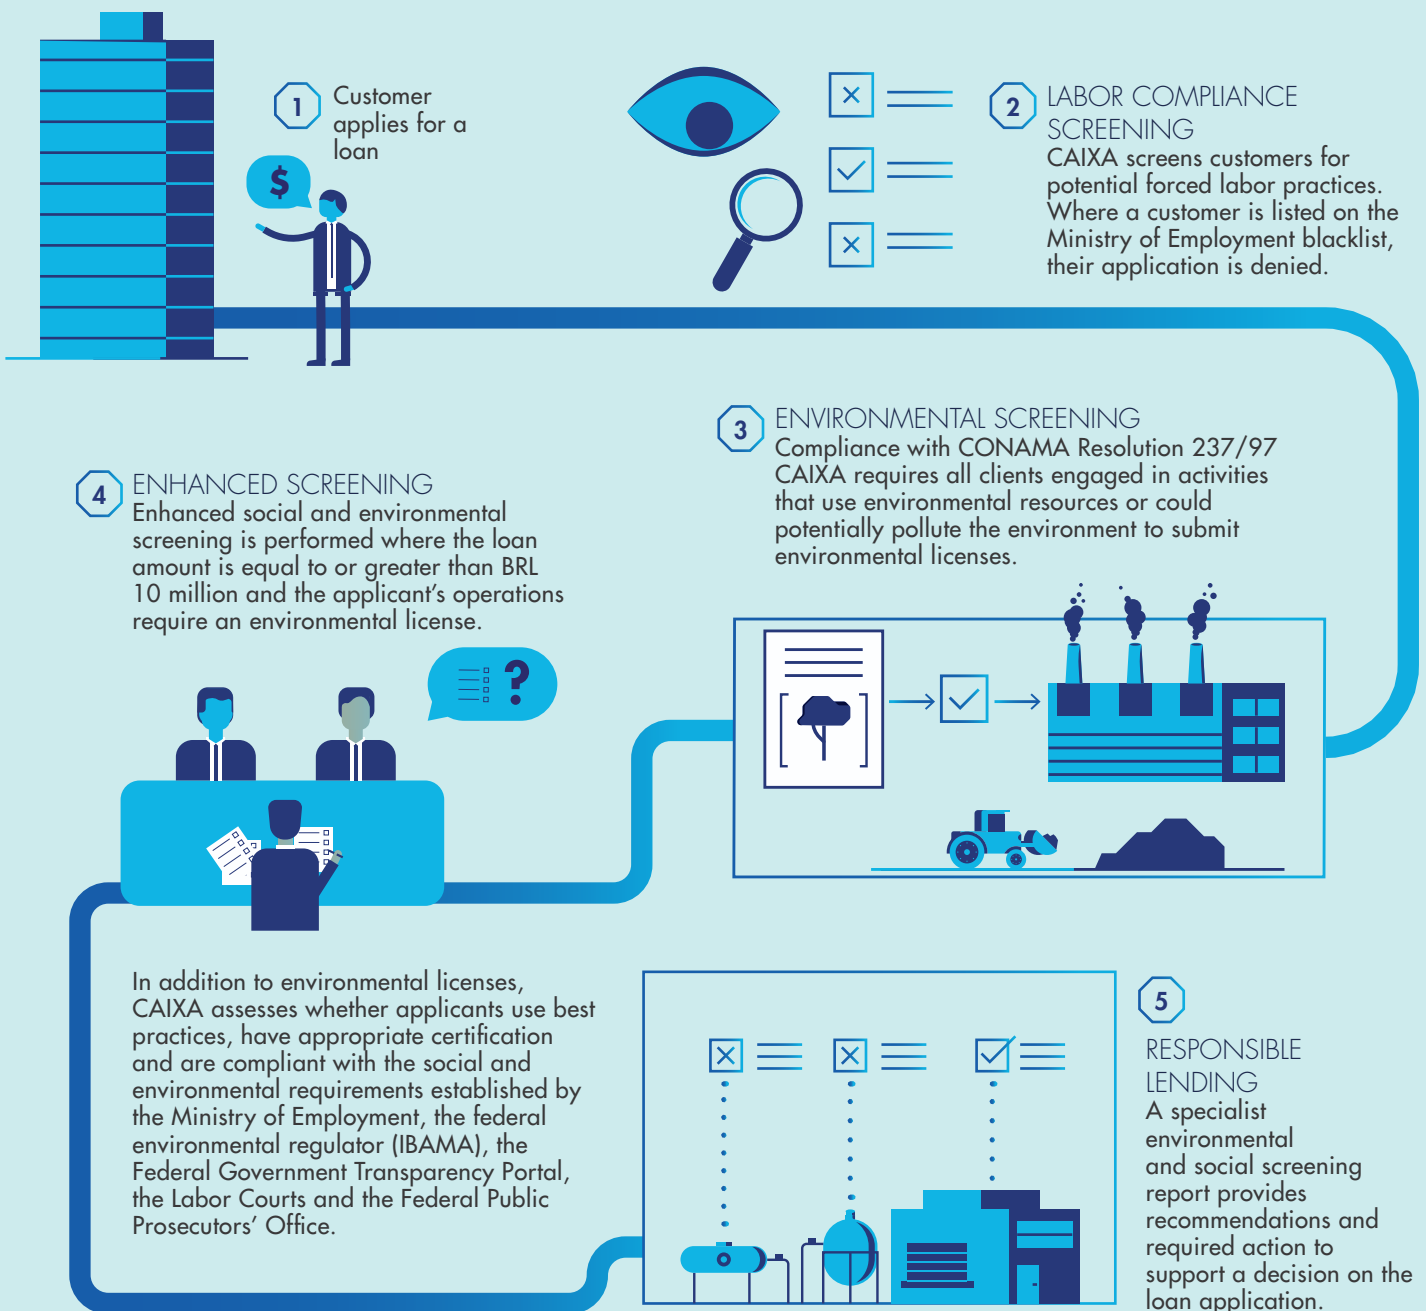 1
Customer
applies for a
loan
$
2
LABOR COMPLIANCE
SCREENING
CAIXA screens customers for
potential forced labor practices.
Where a customer is listed on the
Ministry of Employment blacklist,
their application is denied.
3
ENVIRONMENTAL SCREENING
Compliance with CONAMA Resolution 237/97
CAIXA requires all clients engaged in activities
that use environmental resources or could
potentially pollute the environment to submit
environmental licenses.
4
ENHANCED SCREENING
Enhanced social and environmental
screening is performed where the loan
amount is equal to or greater than BRL
10 million and the applicant's operations
require an environmental license.
?
In addition to environmental licenses,
CAIXA assesses whether applicants use best
practices, have appropriate certification
and are compliant with the social and
environmental requirements established by
the Ministry of Employment, the federal
environmental regulator (IBAMA), the
Federal Government Transparency Portal,
the Labor Courts and the Federal Public
Prosecutors' Office.
5
RESPONSIBLE
LENDING
A specialist
environmental
and social screening
report provides
recommendations and
required action to
support a decision on the
loan application.